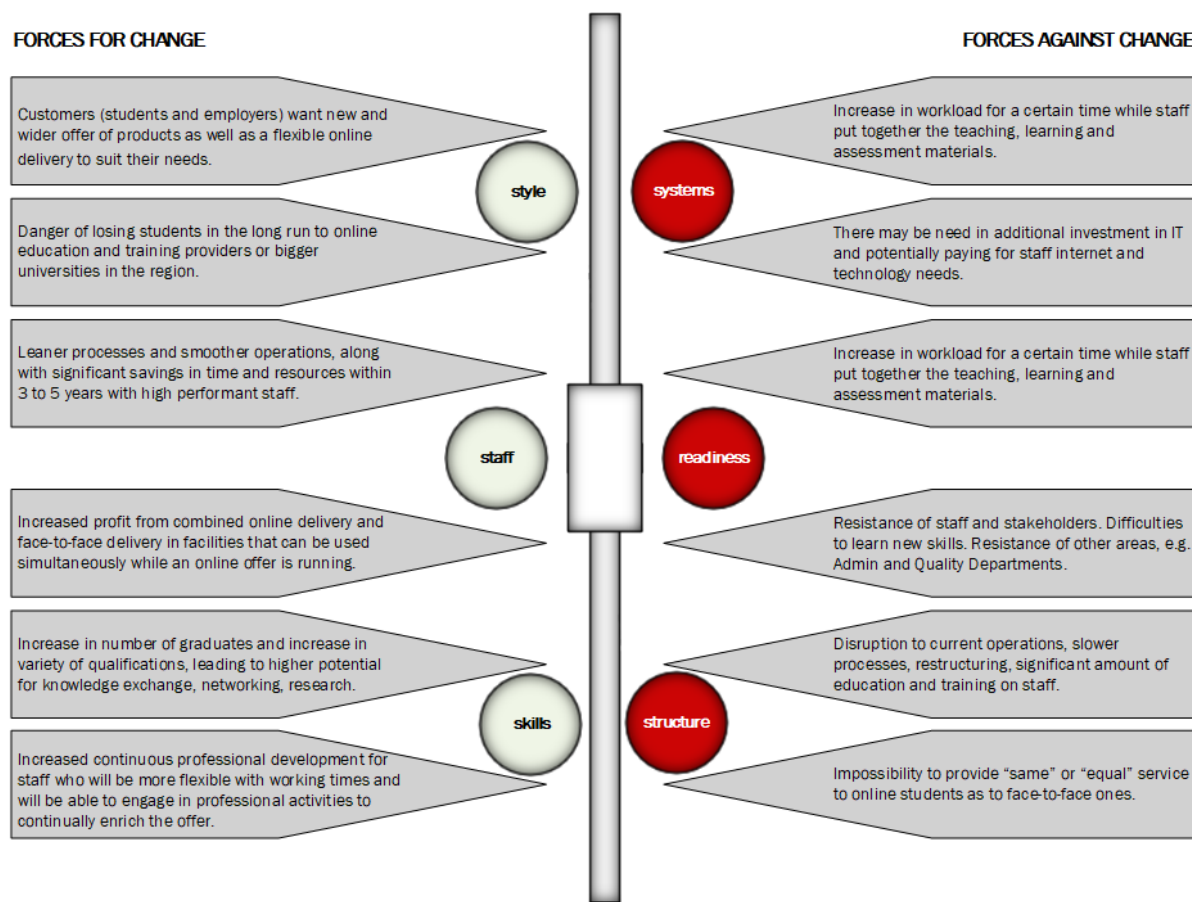 FORCES FOR CHANGE
FORCES AGAINST CHANGE
Customers (students and employers) want new and
wider offer of products as well as a flexible online
delivery to suit their needs.
Increase in workload for a certain time while staff
put together the teaching, learning and
assessment materials.
style
systems
Danger of losing students in the long run to online
education and training providers or bigger
universities in the region.
There may be need in additional investment in IT
and potentially paying for staff internet and
technology needs.
Leaner processes and smoother operations, along
with significant savings in time and resources within
3 to 5 years with high performant staff.
Increase in workload for a certain time while staff
put together the teaching, learning and
assessment materials.
staff
readiness
Increased profit from combined online delivery and
face-to-face delivery in facilities that can be used
simultaneously while an online offer is running.
Resistance of staff and stakeholders. Difficulties
to learn new skills. Resistance of other areas, e.g.
Admin and Quality Departments.
Increase in number of graduates and increase in
variety of qualifications, leading to higher potential
for knowledge exchange, networking, research.
Disruption to current operations, slower
processes, restructuring, significant amount of
education and training on staff.
skills
structure
Increased continuous professional development for
staff who will be more flexible with working times and
will be able to engage in professional activities to
continually enrich the offer.
Impossibility to provide “same” or “equal” service
to online students as to face-to-face ones.